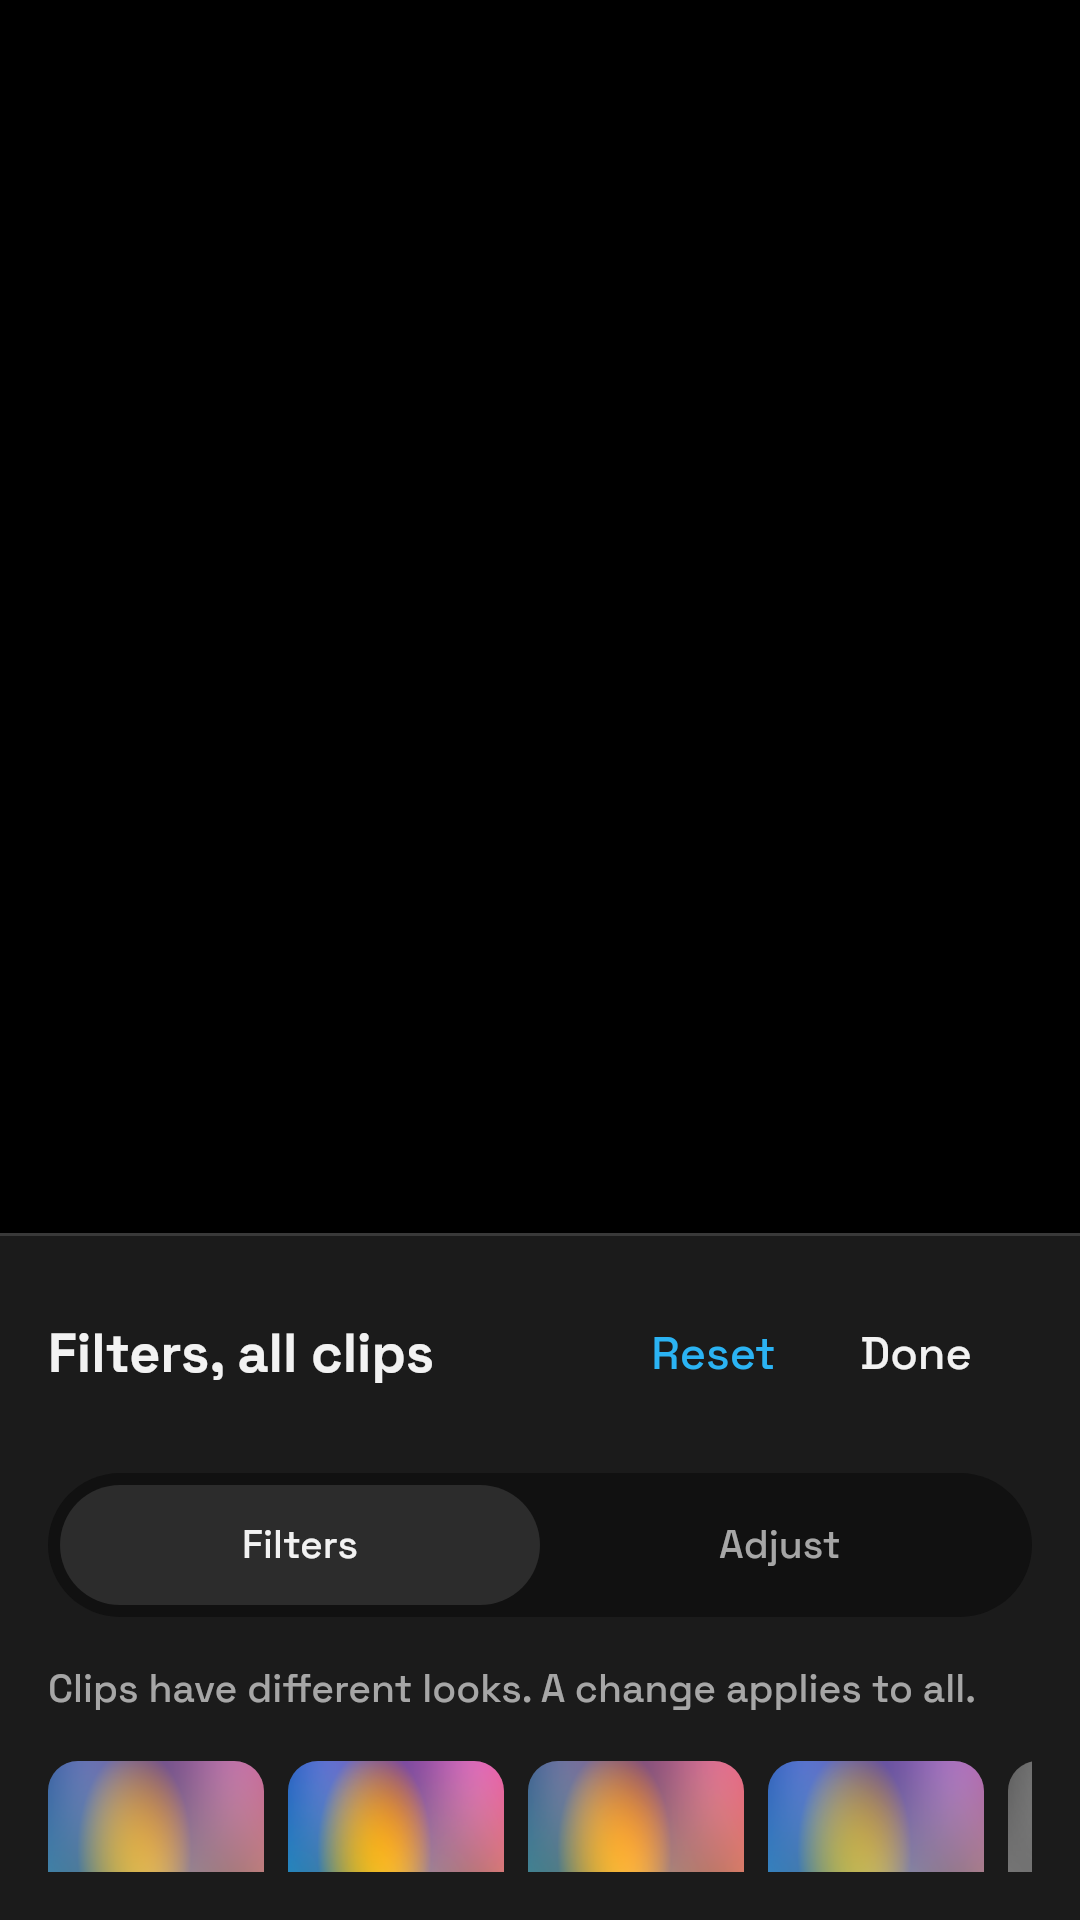 Filters, all clips
Reset
Done
Filters
Adjust
Clips have different looks. A change applies to all.